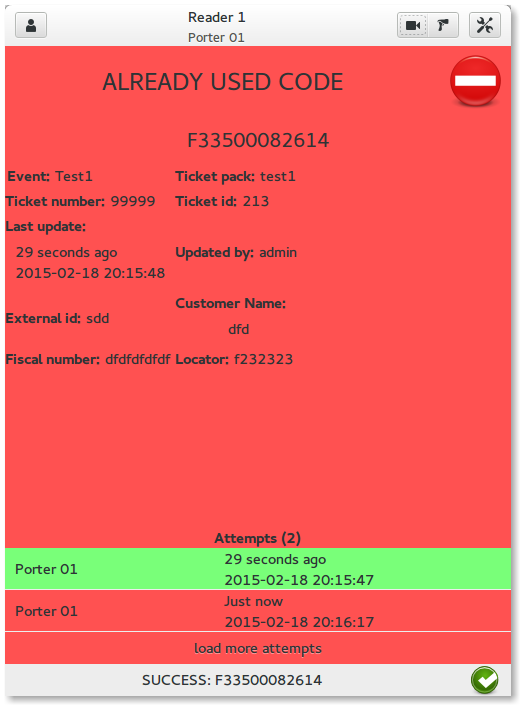 Reader 1
Porter 01
ALREADY USED CODE
F33500082614
Event: Test1 Ticket pack: test1
Ticket number: 99999 Ticket id: 213
Last update:
29 seconds ago
2015-02-18 20:15:48
Updated by: admin
Customer Name:
External id: sdd
dfd
Fiscal number: dfdfdfdfdf Locator: f232323
Attempts (2)
Porter 01
29 seconds ago
2015-02-18 20:15:47
Porter 01
Just now
2015-02-18 20:16:17
load more attempts
SUCCESS: F33500082614